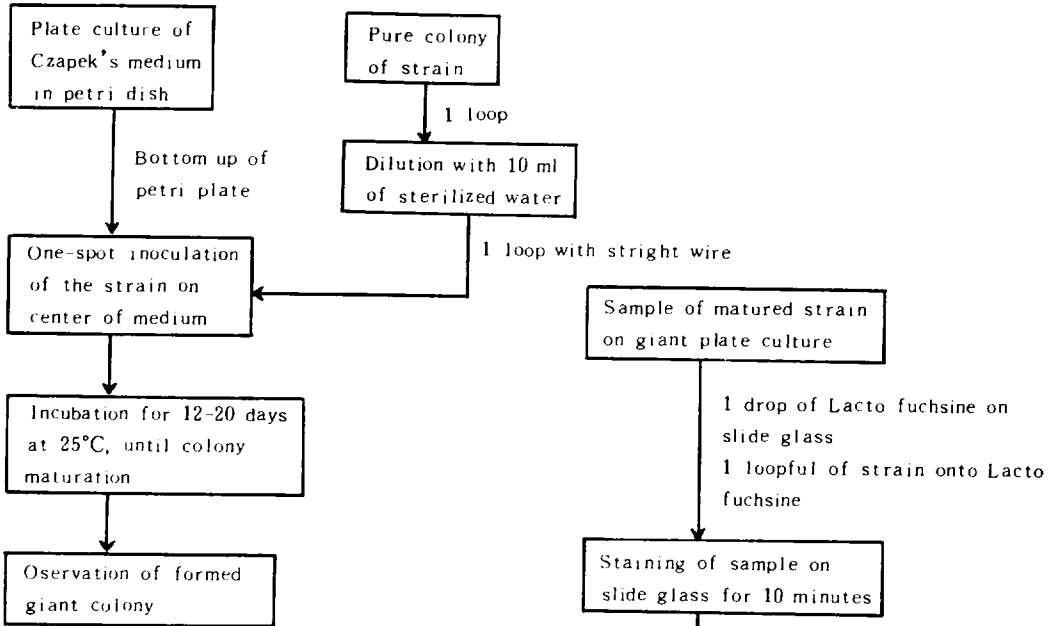 Plate culture of
Czapek's medium
in petri dish
Pure colony
of strain
1 loop
Bottom up of
petri plate
Dilution with 10 ml
of sterilized water
1 loop with stright wire
One-spot inoculation
of the strain on
center of medium
Incubation for 12-20 days
at 25°C, until colony
maturation
Oservation of formed
giant colony
Sample of matured strain
on giant plate culture
1 drop of Lacto fuchsine on
slide glass
1 loopful of strain onto Lacto
fuchsine
Staining of sample on
slide glass for 10 minutes